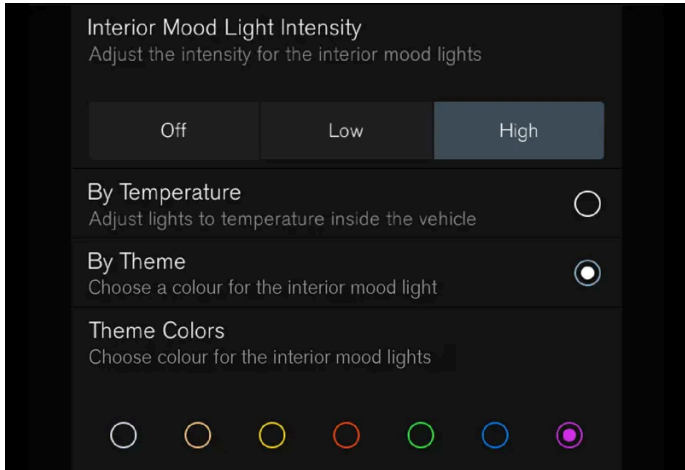 Interior Mood Light Intensity
Adjust the intensity for the interior mood lights
Off Low High
By Temperature
Adjust lights to temperature inside the vehicle
By Theme
Choose a colour for the interior mood light
Theme Colors
Choose colour for the interior mood lights